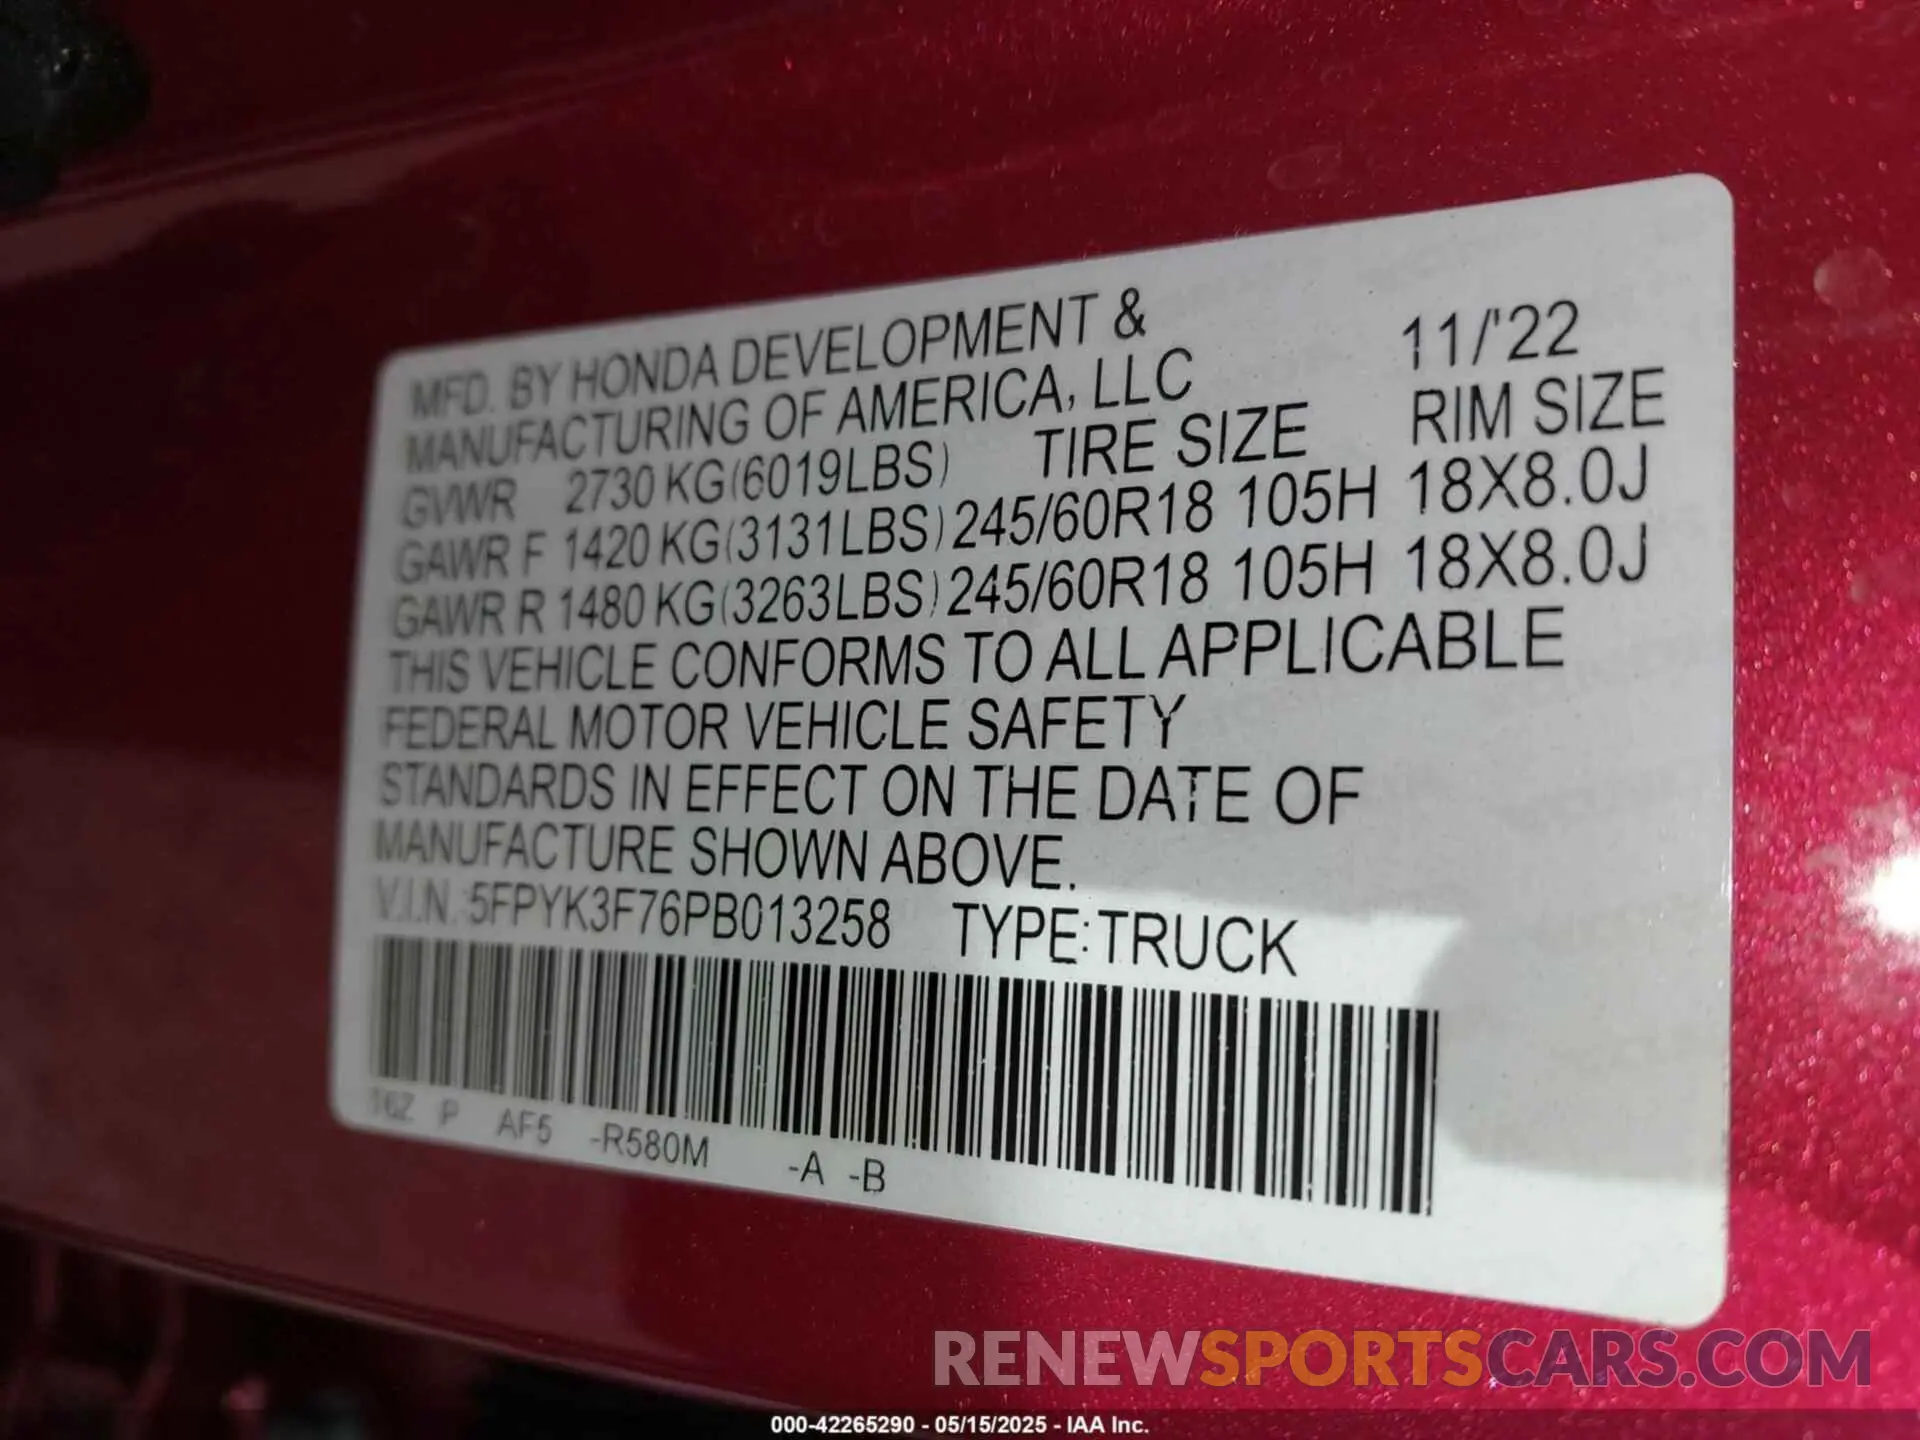 MFD. BY HONDA DEVELOPMENT & 11/'22
MANUFACTURING OF AMERICA, LLC
GVWR 2730 KG(6019LBS) TIRE SIZE RIM SIZE
GAWR F 1420 KG(3131LBS) 245/60R18 105H 18X8.0J
GAWR R 1480 KG(3263LBS) 245/60R18 105H 18X8.0J
THIS VEHICLE CONFORMS TO ALL APPLICABLE
FEDERAL MOTOR VEHICLE SAFETY
STANDARDS IN EFFECT ON THE DATE OF
MANUFACTURE SHOWN ABOVE.
V.I.N. 5FPYK3F76PB013258 TYPE:TRUCK
16Z P AF5 -R580M -A -B
RENEWSPORTSCARS.COM
000-42265290 - 05/15/2025 - IAA Inc.